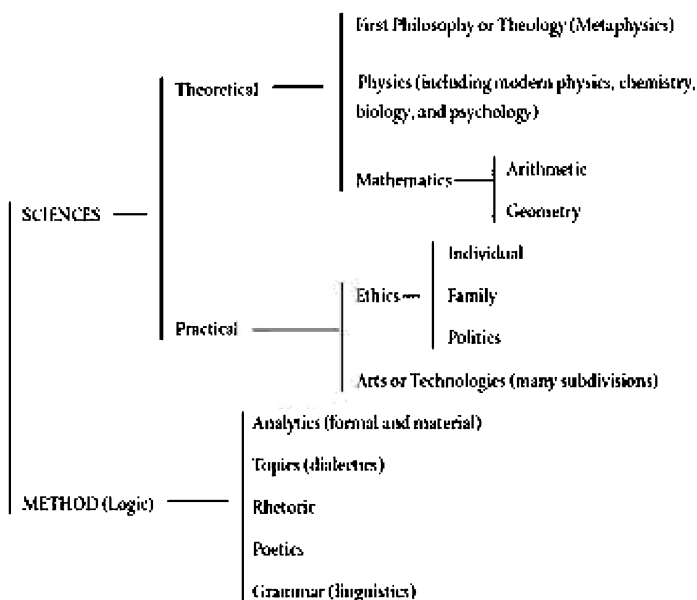 First Philosophy or Theology (Metaphysics)
Theoretical
Physics (including modern physics, chemistry,
biology, and psychology)
Mathematics
Arithmetic
Geometry
SCIENCES
Practical
Ethics
Individual
Family
Politics
Arts or Technologies (many subdivisions)
METHOD (Logic)
Analytics (formal and material)
Topics (dialectics)
Rhetoric
Poetics
Grammar (linguistics)